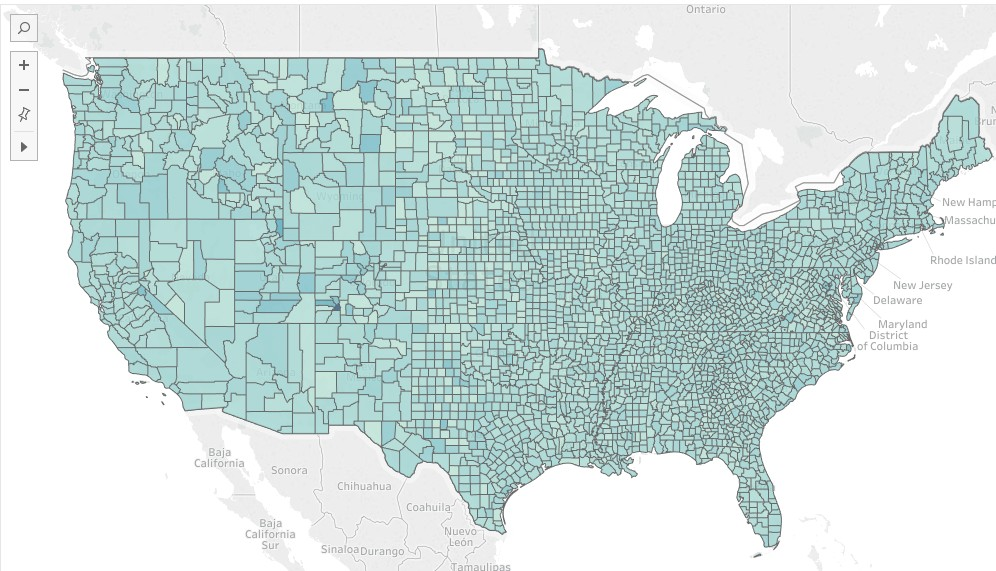 Ontario
New Hamp
Massachu
Rhode Island
New Jersey
Delaware
Maryland
District
of Columbia
Baja
California
Sonora
Chihuahua
Coahuila
Baja
California
Sur
Sinaloa
Durango
Nuevo
León
Tamaulipas
Wyoming